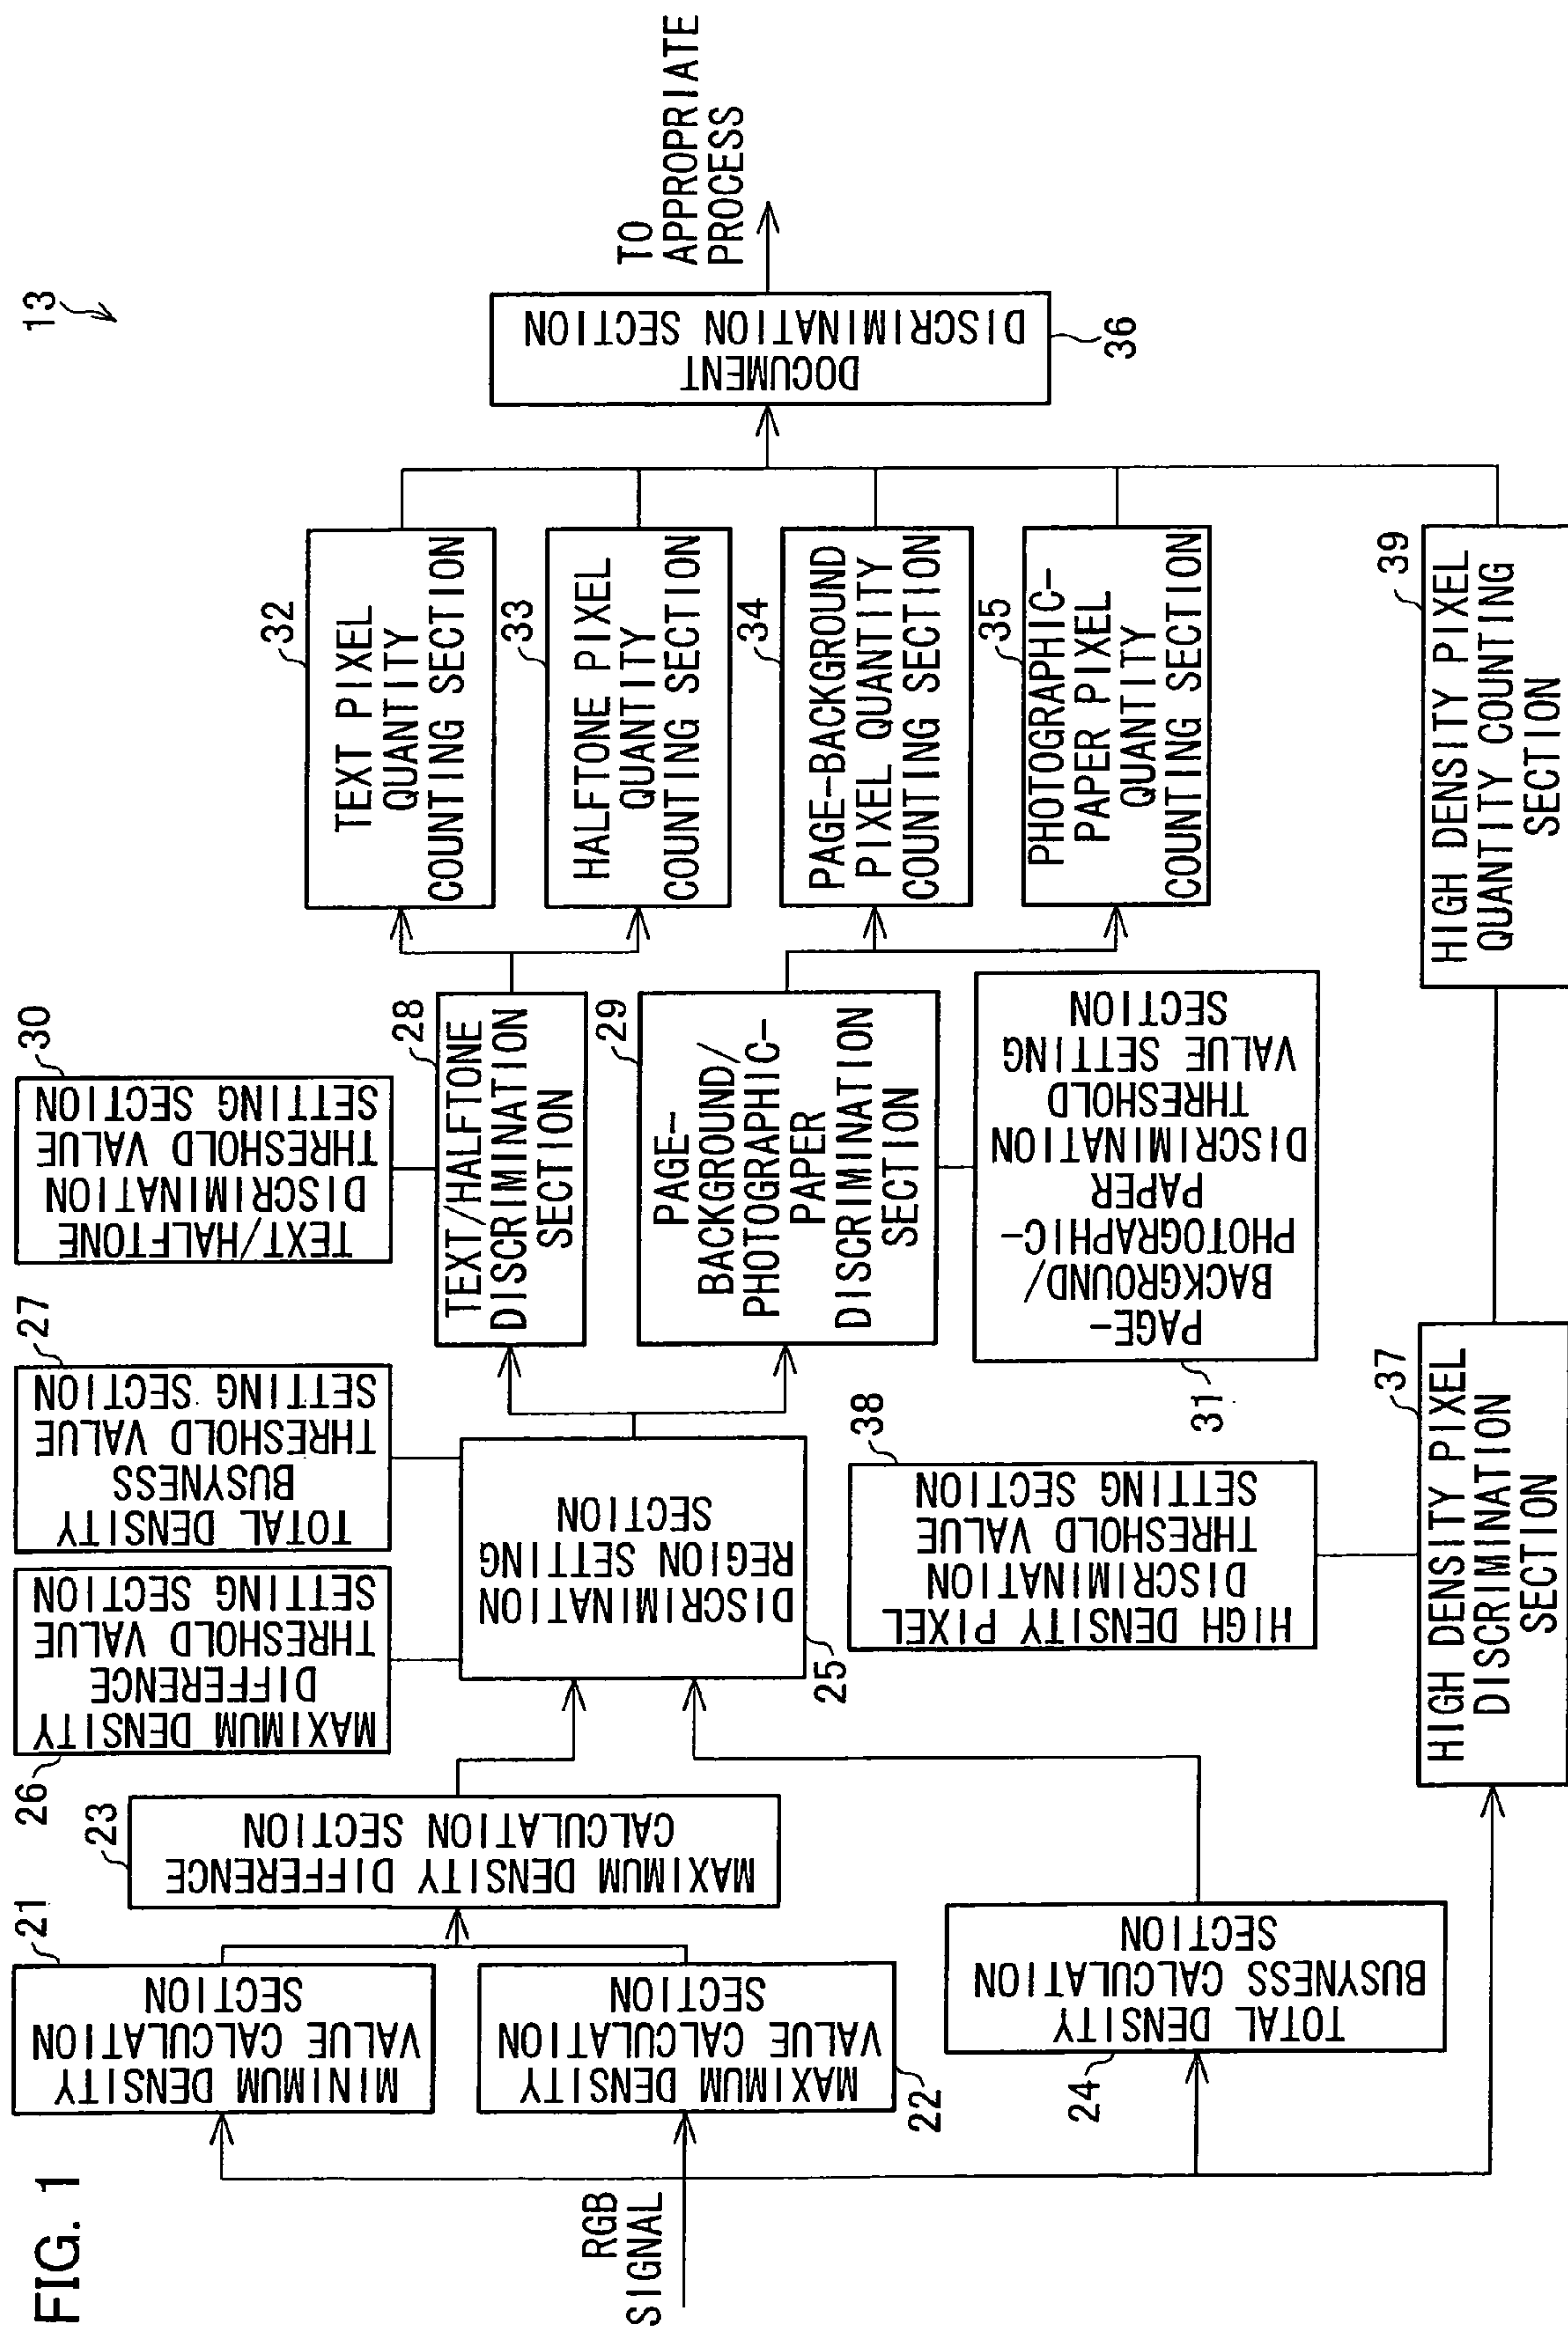 FIG. 1
13
RGB
SIGNAL
21
MINIMUM DENSITY
VALUE CALCULATION
SECTION
22
MAXIMUM DENSITY
VALUE CALCULATION
SECTION
23
MAXIMUM DENSITY DIFFERENCE
CALCULATION SECTION
24
TOTAL DENSITY
BUSYNESS CALCULATION
SECTION
26
MAXIMUM DENSITY
DIFFERENCE
THRESHOLD VALUE
SETTING SECTION
27
TOTAL DENSITY
BUSYNESS
THRESHOLD VALUE
SETTING SECTION
25
DISCRIMINATION
REGION SETTING
SECTION
30
TEXT/HALFTONE
DISCRIMINATION
THRESHOLD VALUE
SETTING SECTION
28
TEXT/HALFTONE
DISCRIMINATION
SECTION
29
PAGE-
BACKGROUND/
PHOTOGRAPHIC-
PAPER
DISCRIMINATION
SECTION
31
PAGE-
BACKGROUND/
PHOTOGRAPHIC-
PAPER
DISCRIMINATION
THRESHOLD
VALUE SETTING
SECTION
38
HIGH DENSITY PIXEL
DISCRIMINATION
THRESHOLD VALUE
SETTING SECTION
37
HIGH DENSITY PIXEL
DISCRIMINATION
SECTION
32
TEXT PIXEL
QUANTITY
COUNTING SECTION
33
HALFTONE PIXEL
QUANTITY
COUNTING SECTION
34
PAGE-BACKGROUND
PIXEL QUANTITY
COUNTING SECTION
35
PHOTOGRAPHIC-
PAPER PIXEL
QUANTITY
COUNTING SECTION
39
HIGH DENSITY PIXEL
QUANTITY COUNTING
SECTION
36
DOCUMENT
DISCRIMINATION SECTION
TO
APPROPRIATE
PROCESS